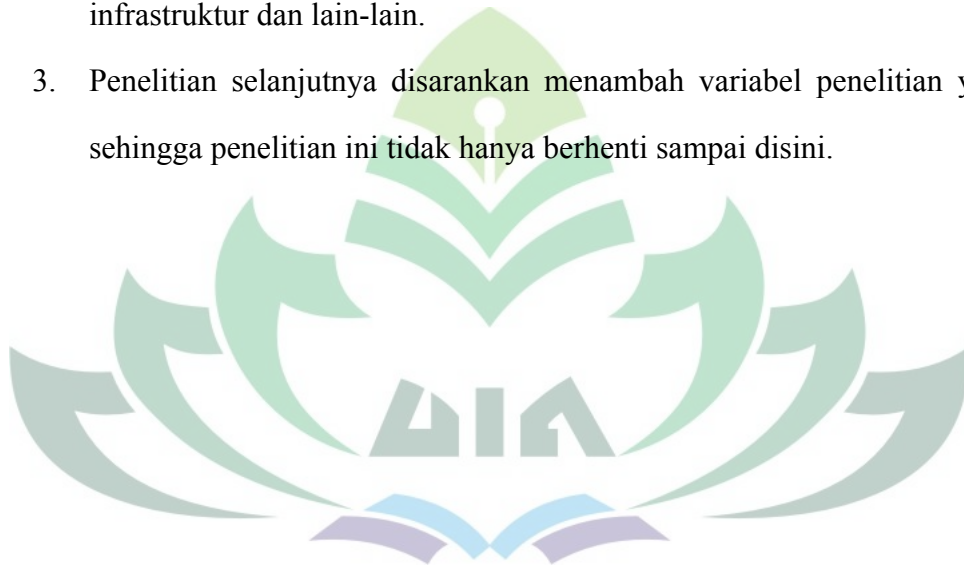 infrastruktur dan lain-lain.
3. Penelitian selanjutnya disarankan menambah variabel penelitian
sehingga penelitian ini tidak hanya berhenti sampai disini.
UIN